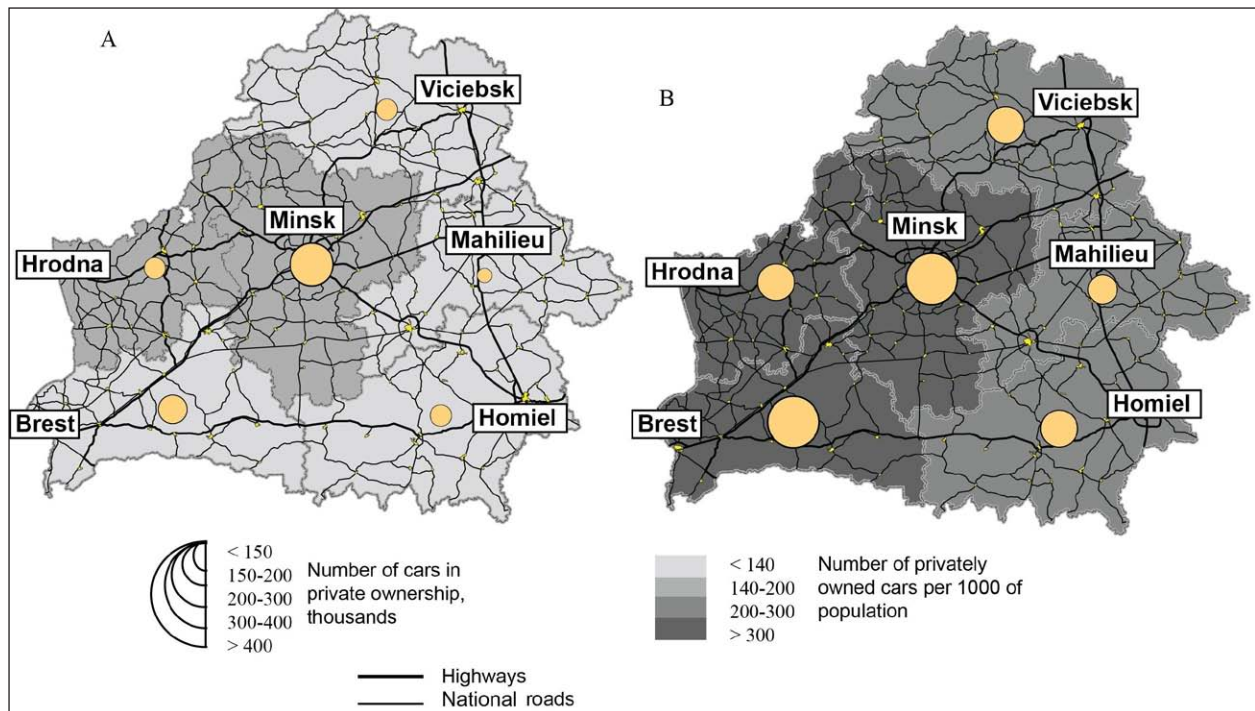 A
Viciebsk
Minsk
Mahilieu
Hrodna
Brest
Homiel
B
Viciebsk
Minsk
Mahilieu
Hrodna
Homiel
Brest
< 150
150-200
200-300
300-400
> 400
Number of cars in
private ownership,
thousands
< 140
140-200
200-300
> 300
Number of privately
owned cars per 1000 of
population
Highways
National roads